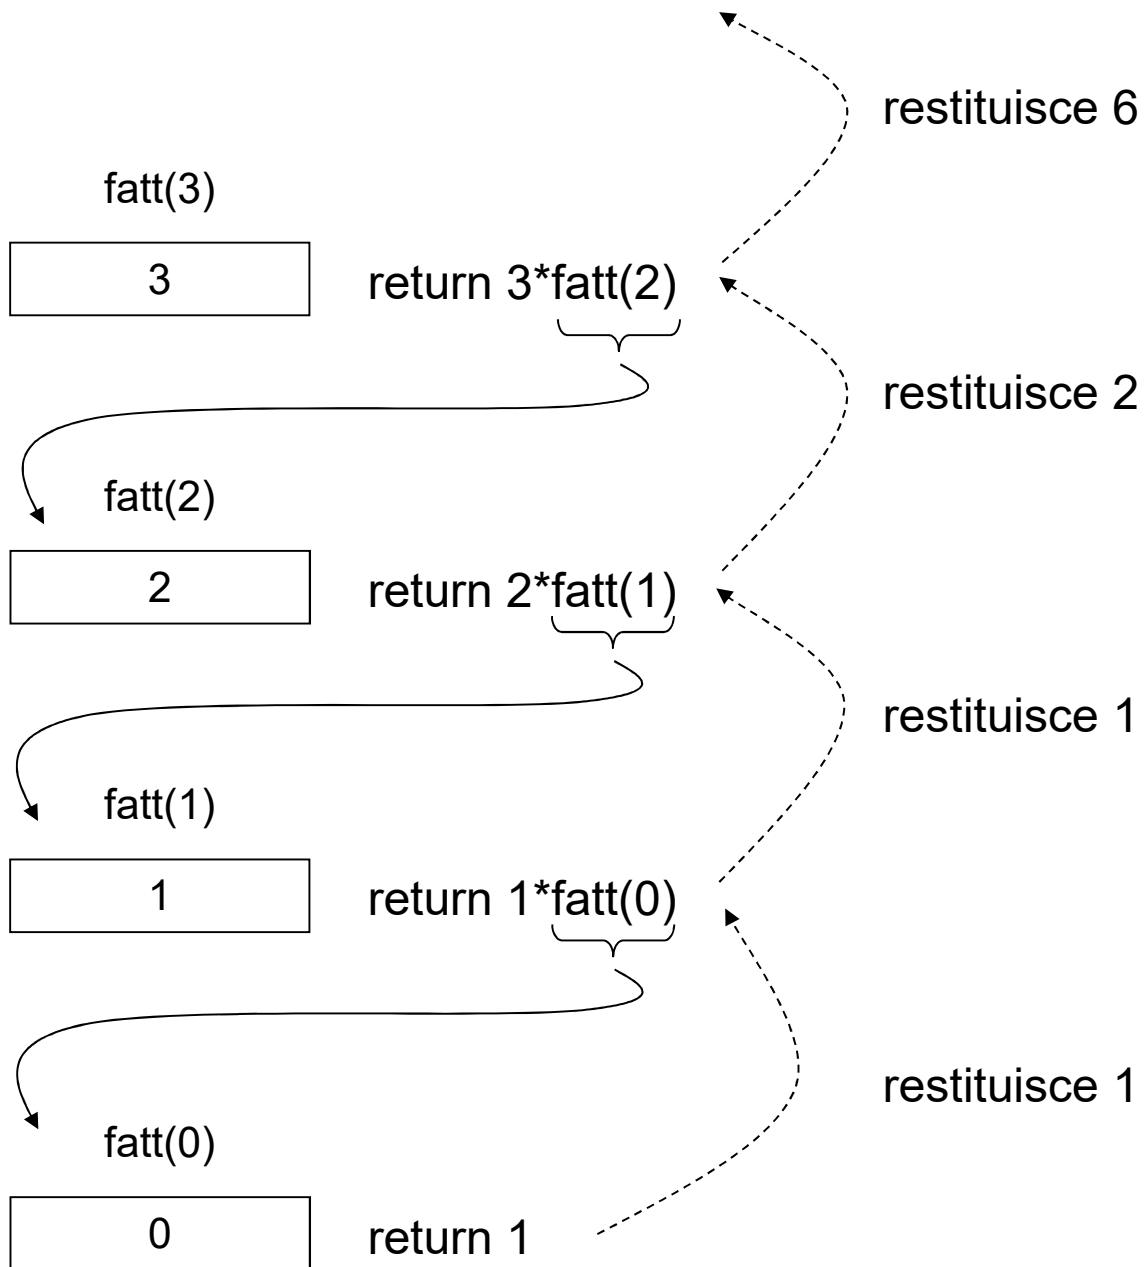 restituisce 6
fatt(3)
3
return 3*fatt(2)
restituisce 2
fatt(2)
2
return 2*fatt(1)
restituisce 1
fatt(1)
1
return 1*fatt(0)
restituisce 1
fatt(0)
0
return 1